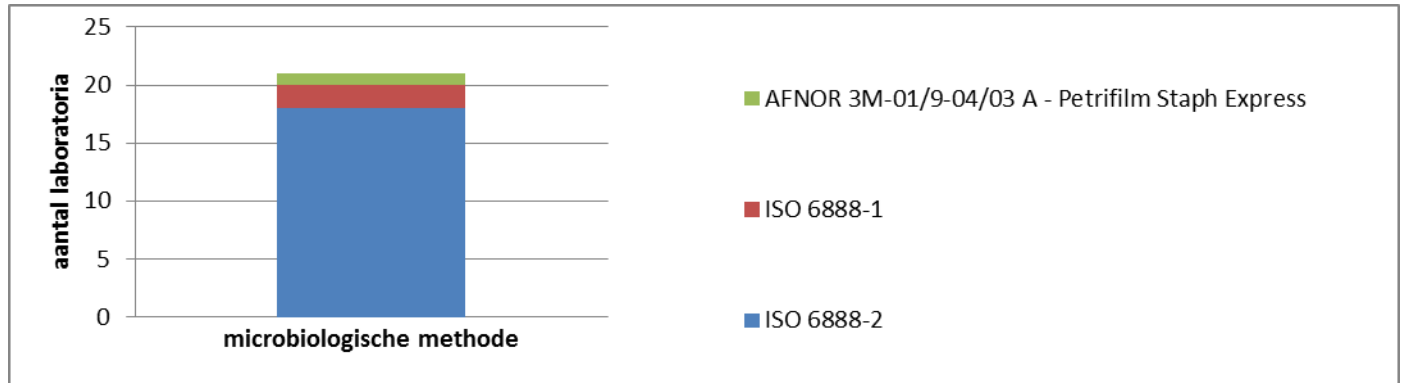 aantal laboratoria
25
20
15
10
5
0
microbiologische methode
AFNOR 3M-01/9-04/03 A - Petrifilm Staph Express
ISO 6888-1
ISO 6888-2